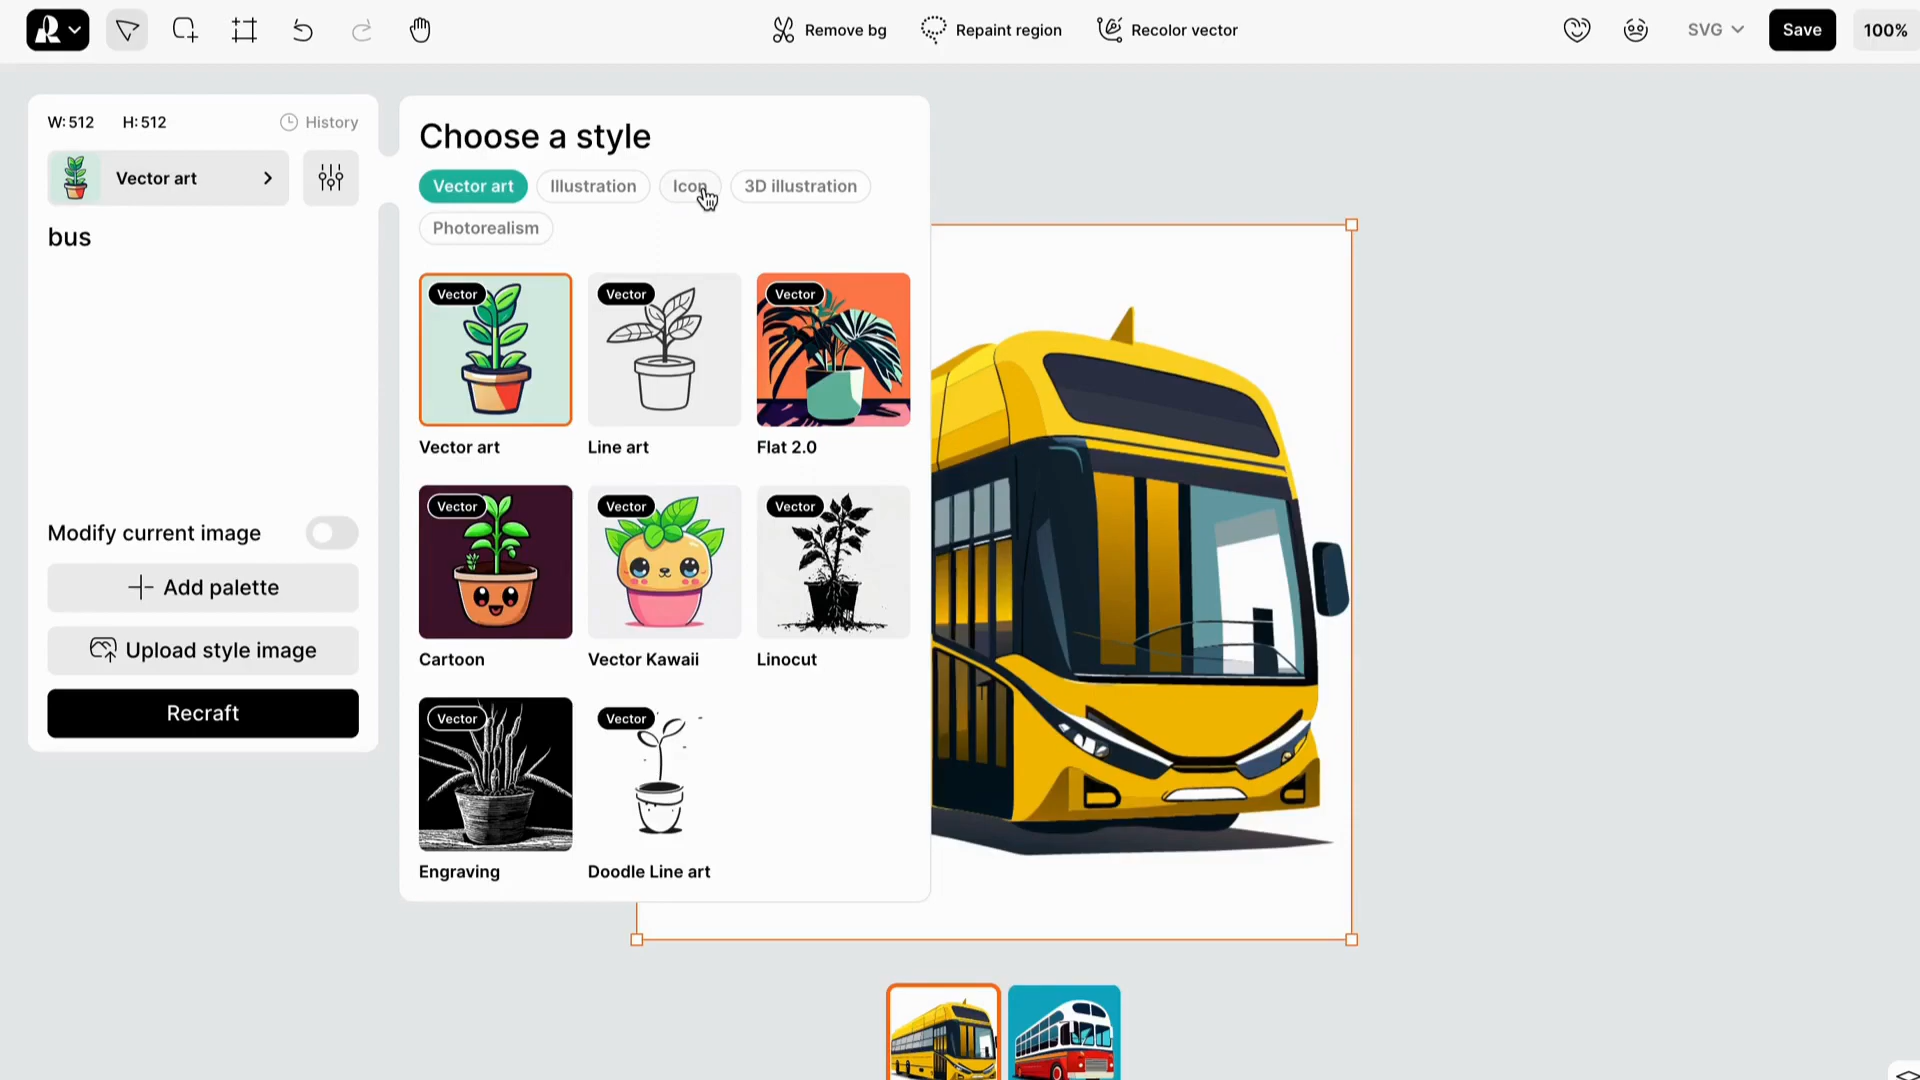 Remove bg
Repaint region
Recolor vector
SVG
Save
100%
W: 512
H: 512
History
Vector art
bus
Modify current image
Add palette
Upload style image
Recraft
Choose a style
Vector art
Illustration
Icon
3D illustration
Photorealism
Vector
Vector
Vector
Vector art
Line art
Flat 2.0
Vector
Vector
Vector
Cartoon
Vector Kawaii
Linocut
Vector
Vector
Engraving
Doodle Line art